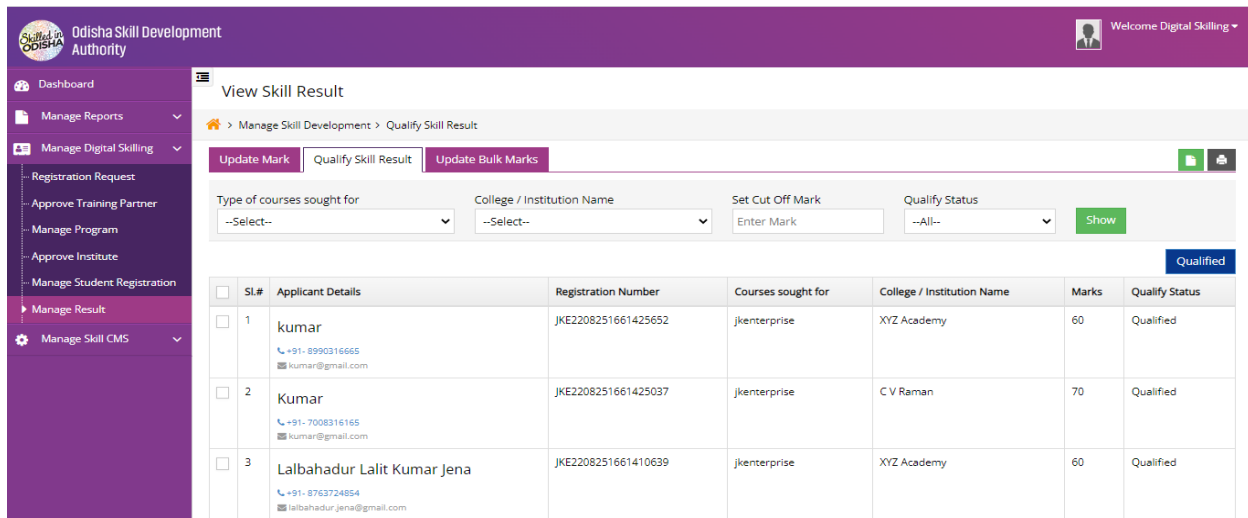 Skilled in
ODISHA
Odisha Skill Development
Authority
Welcome Digital Skilling
Dashboard
Manage Reports
Manage Digital Skilling
Registration Request
Approve Training Partner
Manage Program
Approve Institute
Manage Student Registration
Manage Result
Manage Skill CMS
View Skill Result
> Manage Skill Development > Qualify Skill Result
Update Mark Qualify Skill Result Update Bulk Marks
Type of courses sought for College / Institution Name Set Cut Off Mark Qualify Status
--Select-- --Select-- Enter Mark --All-- Show
Qualified
Sl.# Applicant Details Registration Number Courses sought for College / Institution Name Marks Qualify Status
1 kumar JKE2208251661425652 jkenterprise XYZ Academy 60 Qualified
+91- 8990316665
kumar@gmail.com
2 Kumar JKE2208251661425037 jkenterprise C V Raman 70 Qualified
+91- 7008316165
kumar@gmail.com
3 Lalbahadur Lalit Kumar Jena JKE2208251661410639 jkenterprise XYZ Academy 60 Qualified
+91- 8763724854
lalbahadur.jena@gmail.com